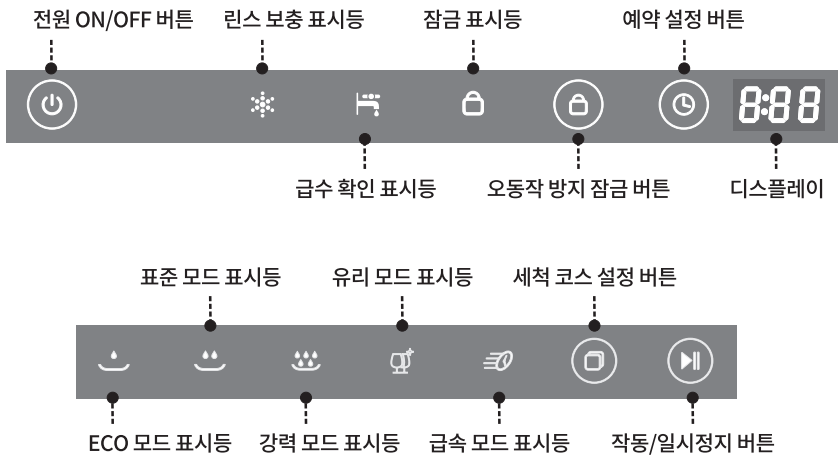 전원 ON/OFF 버튼
린스 보충 표시등
잠금 표시등
예약 설정 버튼
8:88
급수 확인 표시등
오동작 방지 잠금 버튼
디스플레이
표준 모드 표시등
유리 모드 표시등
세척 코스 설정 버튼
ECO 모드 표시등
강력 모드 표시등
급속 모드 표시등
작동/일시정지 버튼